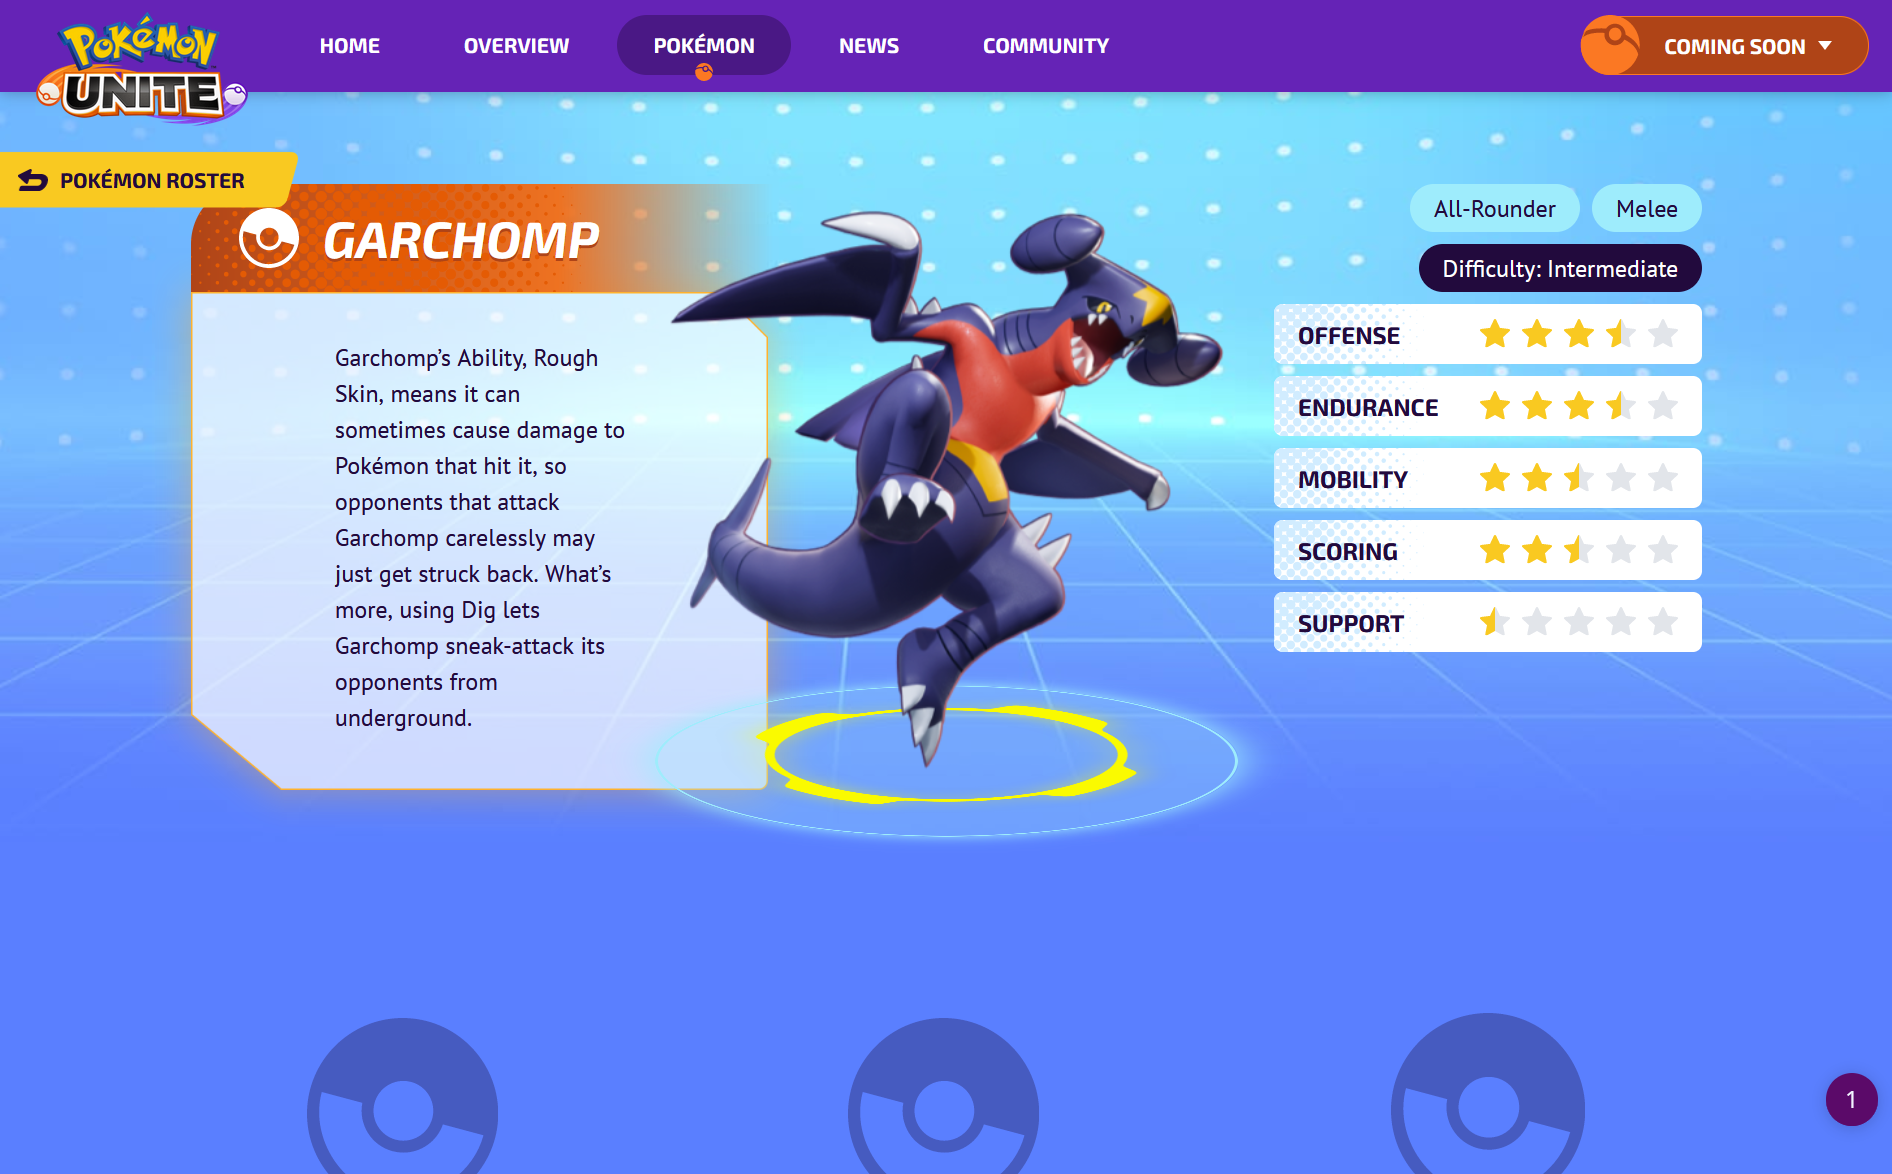 POKÉMON
UNITE
HOME
OVERVIEW
POKÉMON
NEWS
COMMUNITY
COMING SOON
POKÉMON ROSTER
GARCHOMP
Garchomp’s Ability, Rough
Skin, means it can
sometimes cause damage to
Pokémon that hit it, so
opponents that attack
Garchomp carelessly may
just get struck back. What’s
more, using Dig lets
Garchomp sneak-attack its
opponents from
underground.
All-Rounder
Melee
Difficulty: Intermediate
OFFENSE
ENDURANCE
MOBILITY
SCORING
SUPPORT
1